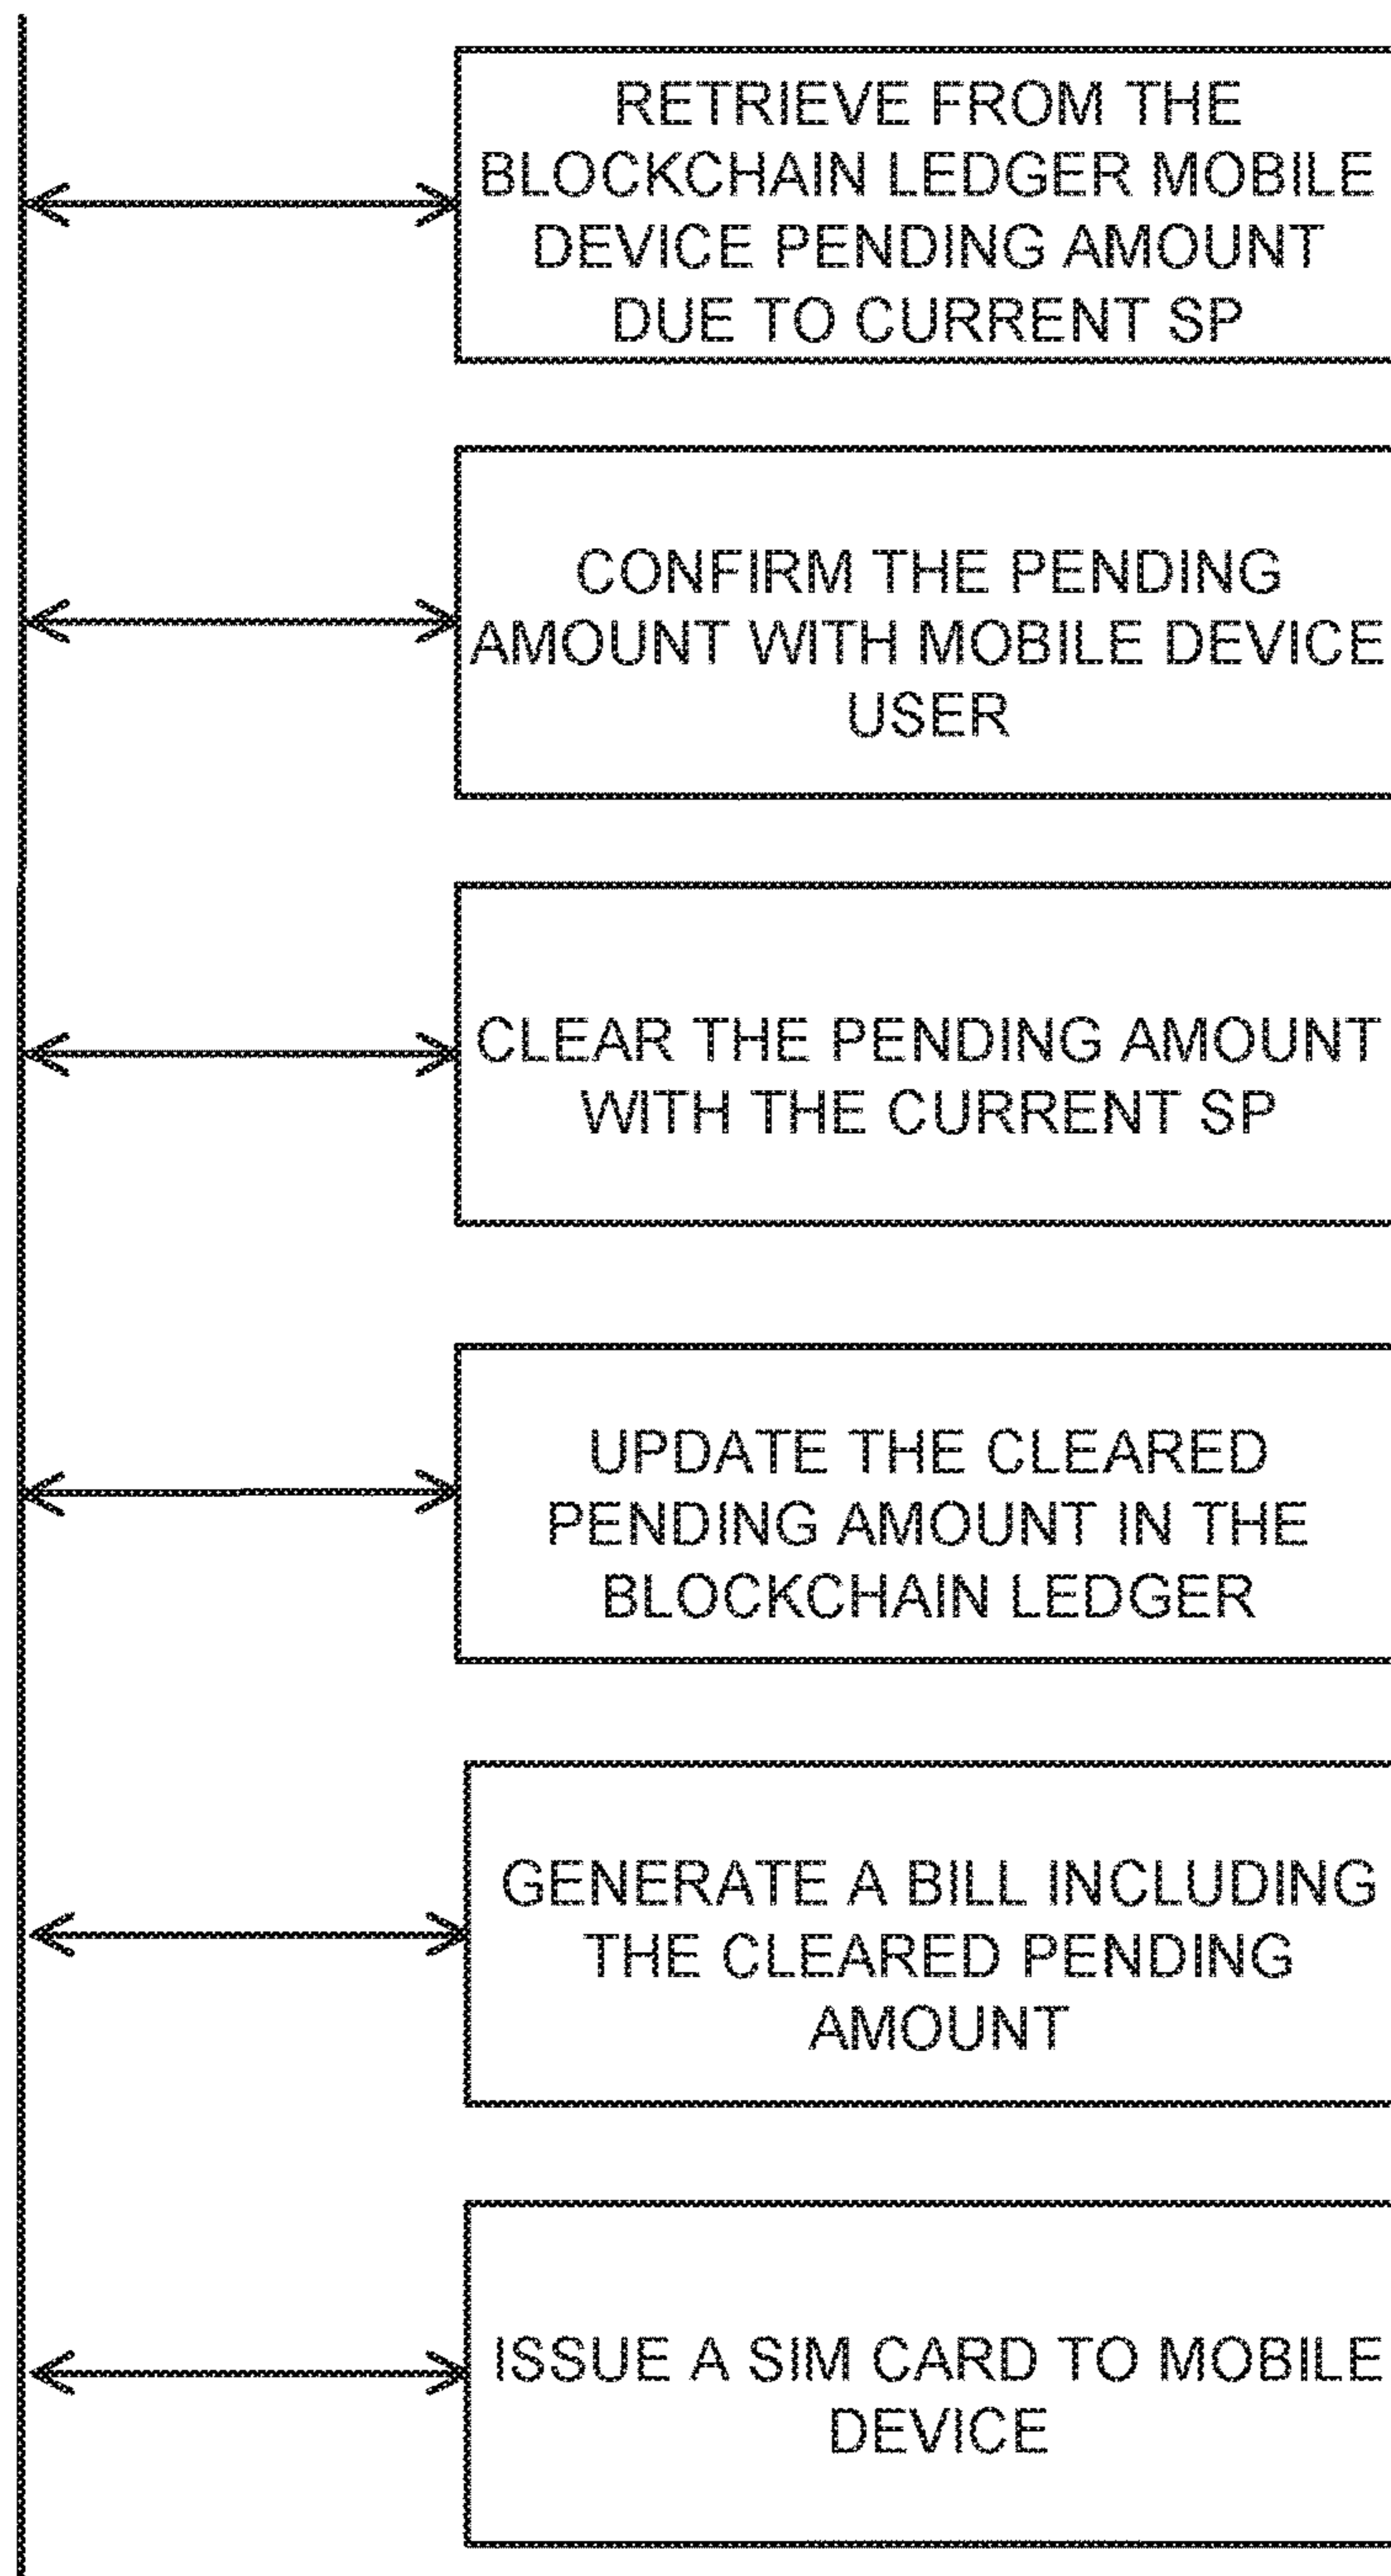 RETRIEVE FROM THE
BLOCKCHAIN LEDGER MOBILE
DEVICE PENDING AMOUNT
DUE TO CURRENT SP
CONFIRM THE PENDING
AMOUNT WITH MOBILE DEVICE
USER
CLEAR THE PENDING AMOUNT
WITH THE CURRENT SP
UPDATE THE CLEARED
PENDING AMOUNT IN THE
BLOCKCHAIN LEDGER
GENERATE A BILL INCLUDING
THE CLEARED PENDING
AMOUNT
ISSUE A SIM CARD TO MOBILE
DEVICE